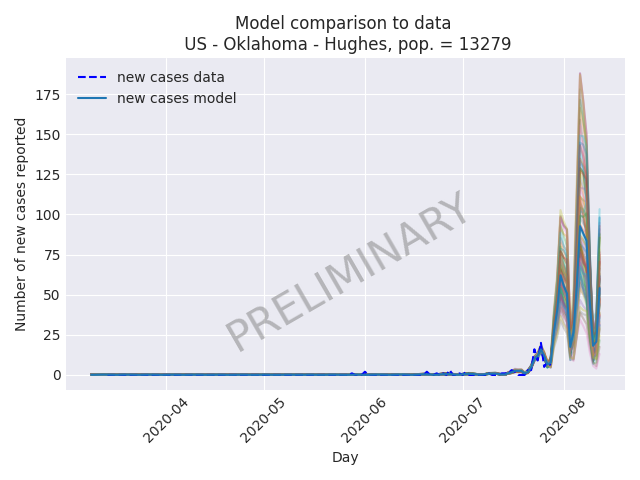 Model comparison to data
US - Oklahoma - Hughes, pop. = 13279
new cases data
new cases model
Number of new cases reported
175
150
125
100
75
50
25
0
PRELIMINARY
2020-04
2020-05
2020-06
2020-07
2020-08
Day